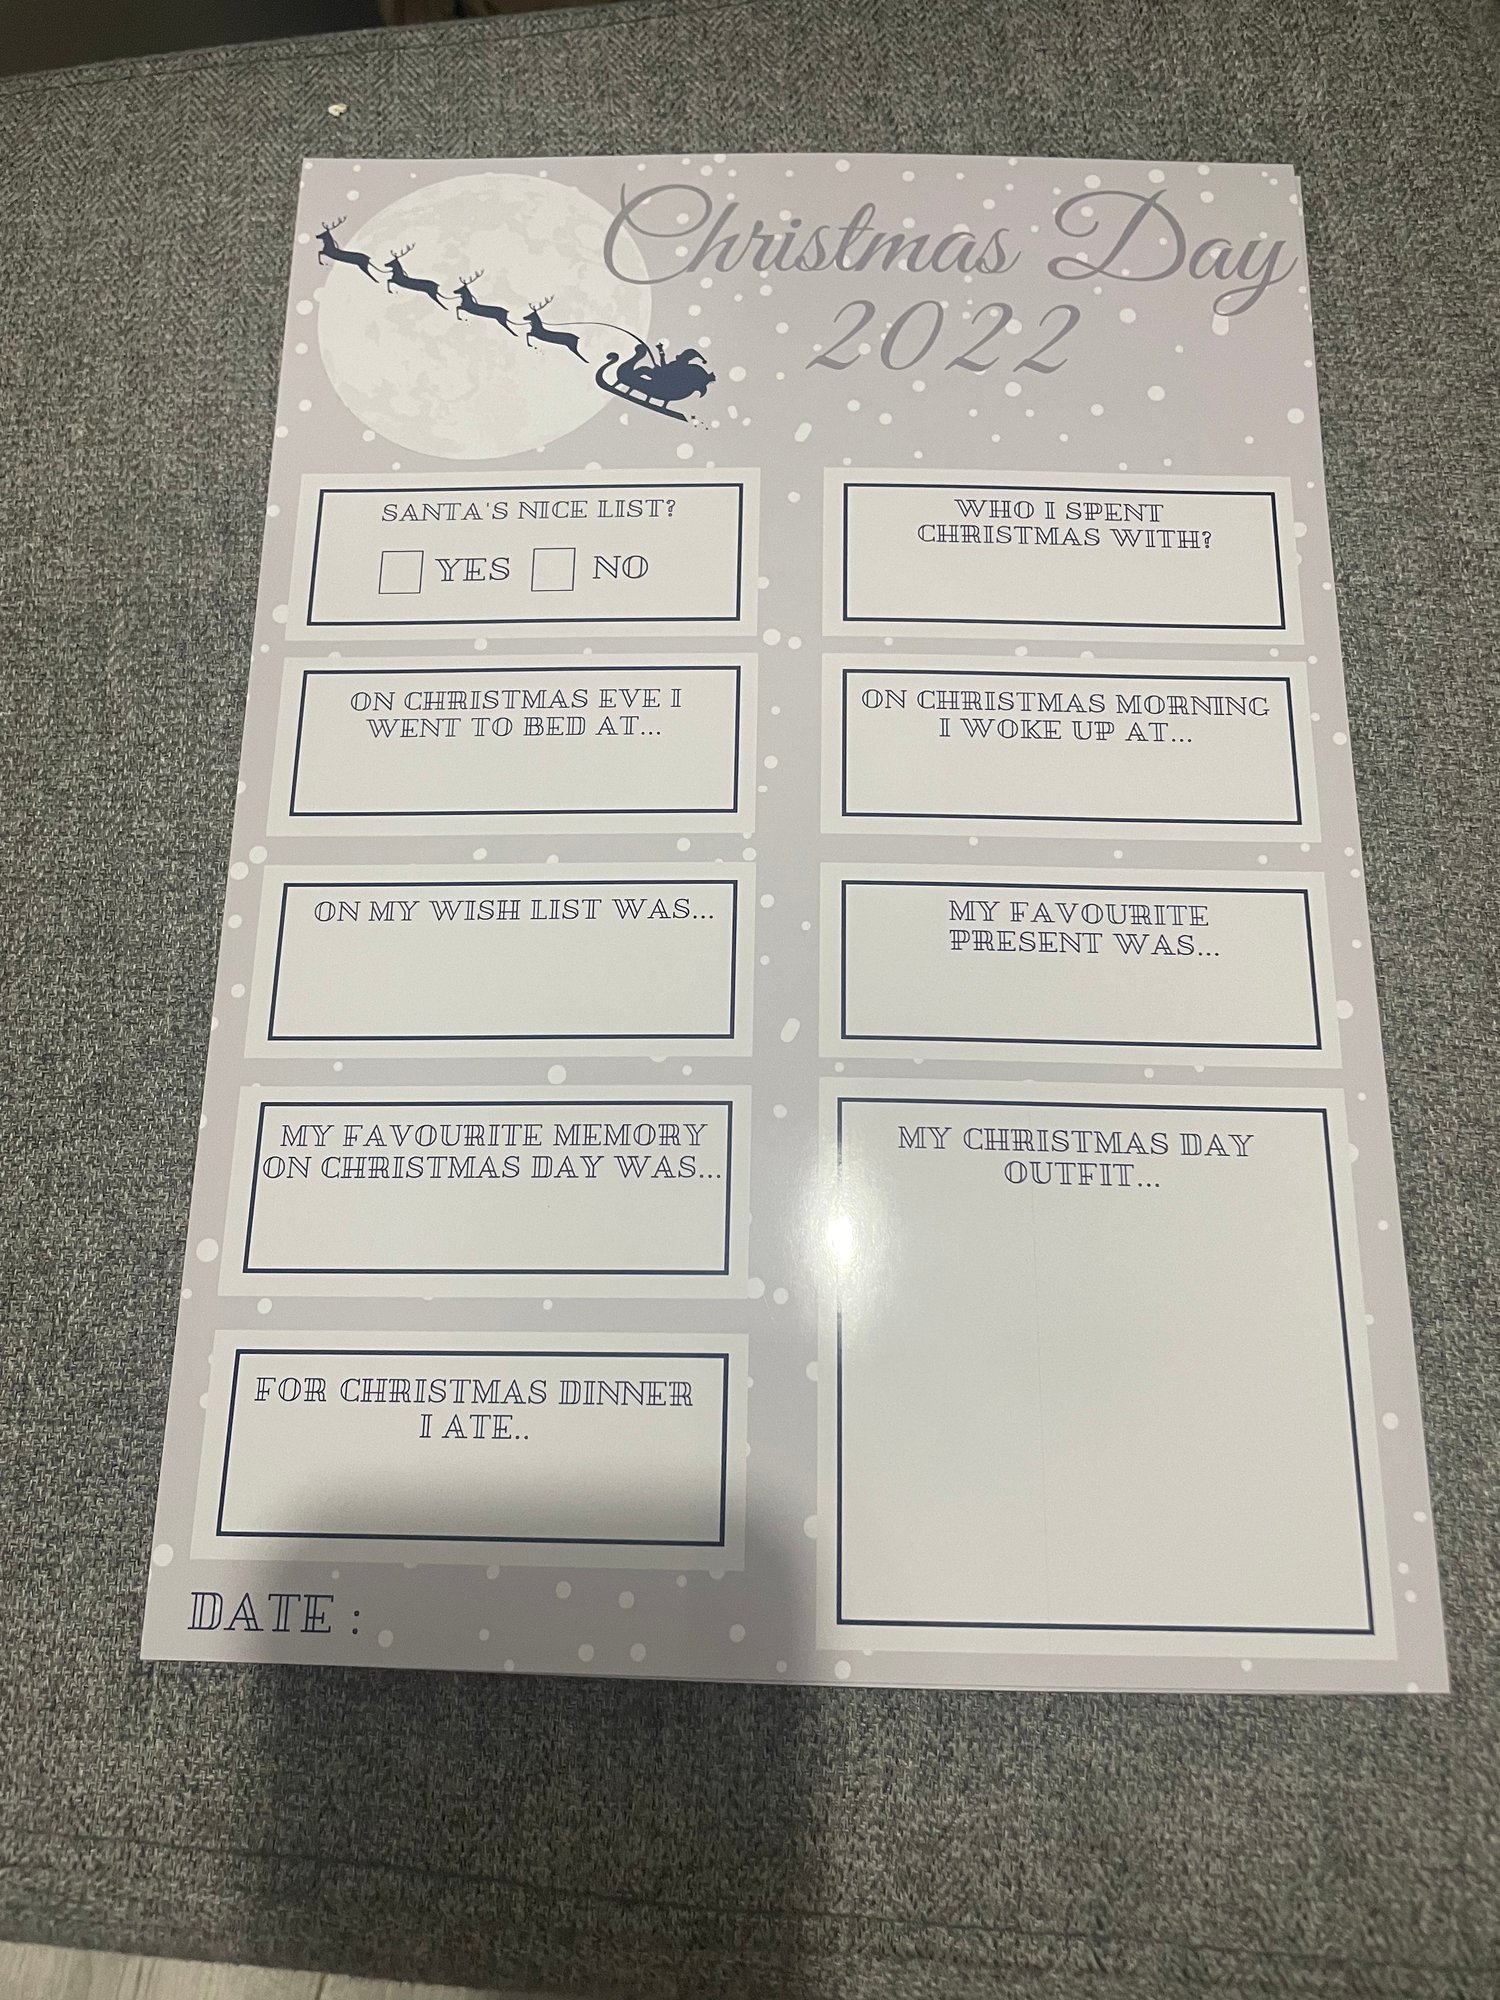 Christmas Day
2022
SANTA'S NICE LIST?
YES NO
WHO I SPENT
CHRISTMAS WITH?
ON CHRISTMAS EVE I
WENT TO BED AT...
ON CHRISTMAS MORNING
I WOKE UP AT...
ON MY WISH LIST WAS...
MY FAVOURITE
PRESENT WAS...
MY FAVOURITE MEMORY
ON CHRISTMAS DAY WAS...
MY CHRISTMAS DAY
OUTFIT...
FOR CHRISTMAS DINNER
I ATE..
DATE :